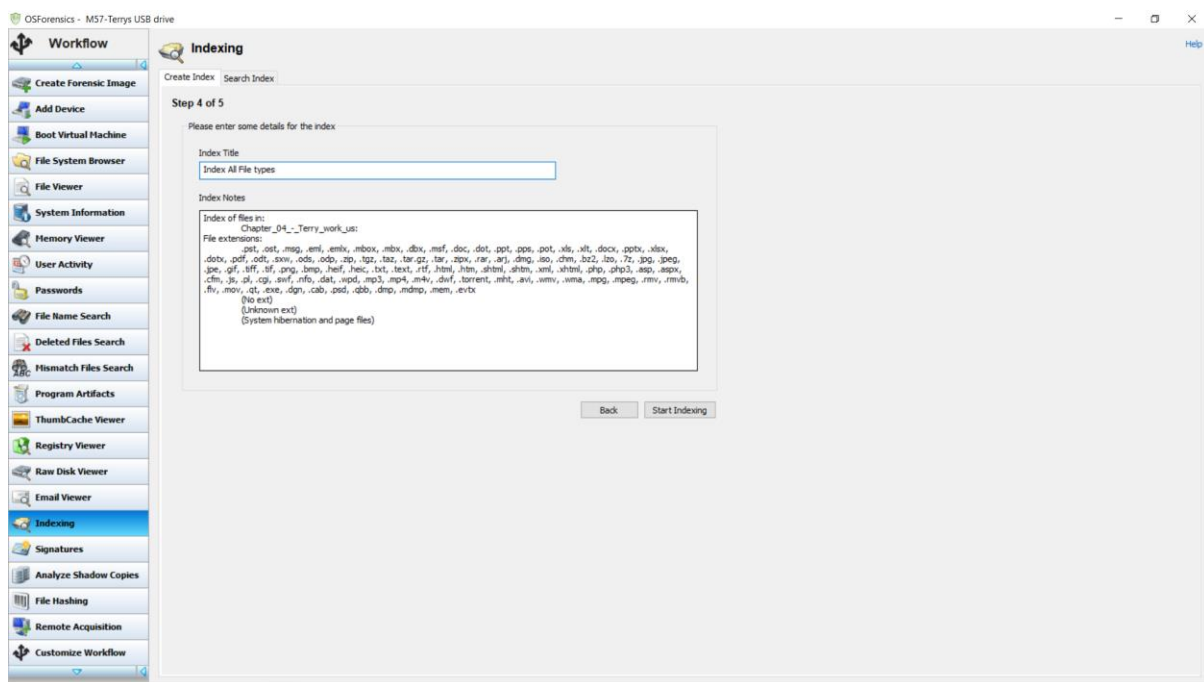 OSForensics - M57-Terrys USB drive
Workflow
Create Forensic Image
Add Device
Boot Virtual Machine
File System Browser
File Viewer
System Information
Memory Viewer
User Activity
Passwords
File Name Search
Deleted Files Search
Mismatch Files Search
Program Artifacts
ThumbCache Viewer
Registry Viewer
Raw Disk Viewer
Email Viewer
Indexing
Signatures
Analyze Shadow Copies
File Hashing
Remote Acquisition
Customize Workflow
Indexing
Help
Create Index Search Index
Step 4 of 5
Please enter some details for the index
Index Title
Index All File types
Index Notes
Index of files in:
Chapter_04_-_Terry_work_us:
File extensions:
.pst, .ost, .msg, .eml, .emlx, .mbox, .mbx, .dbx, .msf, .doc, .dot, .ppt, .pps, .pot, .xls, .xlt, .docx, .pptx, .xlsx,
.dotx, .pdf, .odt, .sxw, .ods, .odp, .zip, .tgz, .taz, .tar.gz, .tar, .zipx, .rar, .arj, .dmg, .iso, .chm, .bz2, .lzo, .7z, .jpg, .jpeg,
.jpe, .gif, .tiff, .tif, .png, .bmp, .heif, .heic, .txt, .text, .rtf, .html, .htm, .shtml, .shtm, .xml, .xhtml, .php, .php3, .asp, .aspx,
.cfm, .js, .pl, .cgi, .swf, .nfo, .dat, .wpd, .mp3, .mp4, .m4v, .dwf, .torrent, .mht, .avi, .wmv, .wma, .mpg, .mpeg, .rmv, .rmvb,
.flv, .mov, .qt, .exe, .dgn, .cab, .psd, .qbb, .dmp, .mdmp, .mem, .evtx
(No ext)
(Unknown ext)
(System hibernation and page files)
Back Start Indexing